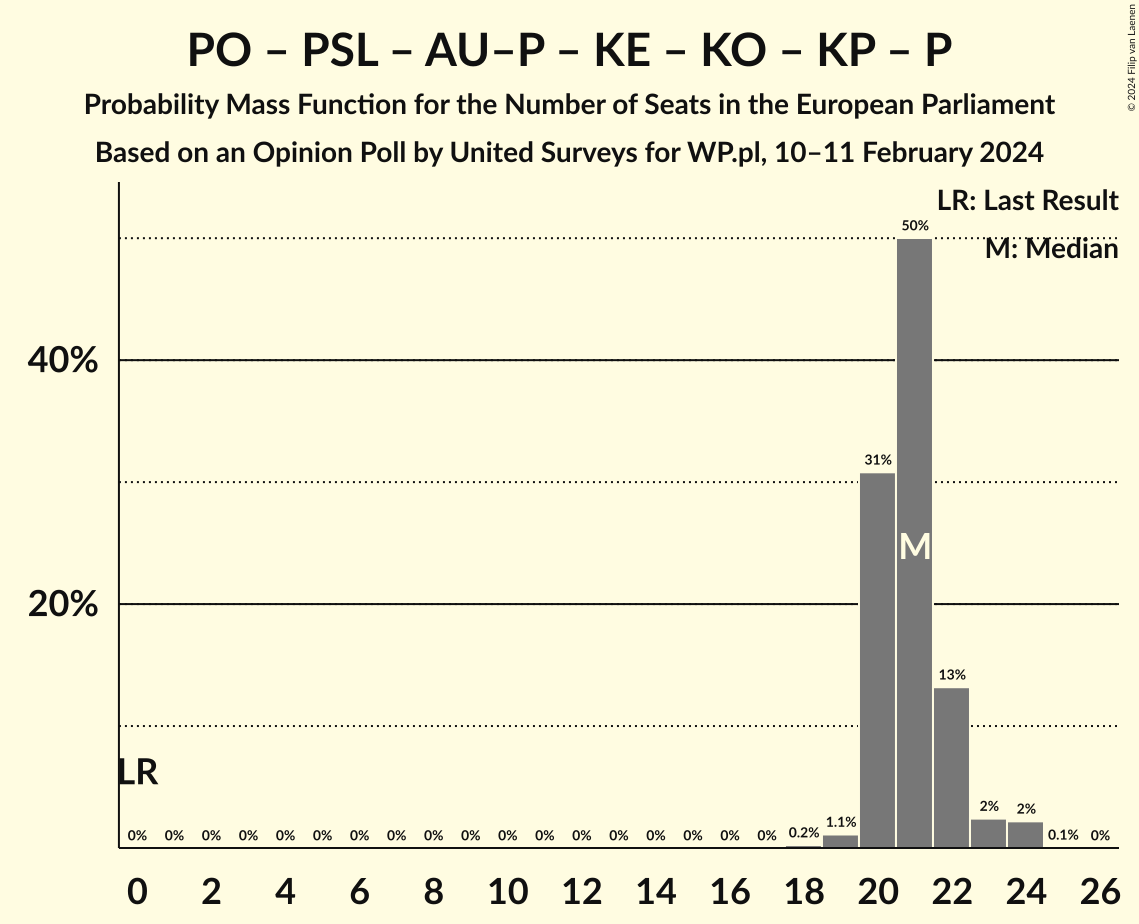 PO – PSL – AU–P – KE – KO – KP – P
Probability Mass Function for the Number of Seats in the European Parliament
Based on an Opinion Poll by United Surveys for WP.pl, 10–11 February 2024
© 2024 Filip van Laenen
LR: Last Result
M: Median
50%
40%
31%
M
20%
13%
LR
0% 0% 0% 0% 0% 0% 0% 0% 0% 0% 0% 0% 0% 0% 0% 0% 0% 0% 0.2% 1.1% 2% 2% 0.1% 0%
0 2 4 6 8 10 12 14 16 18 20 22 24 26